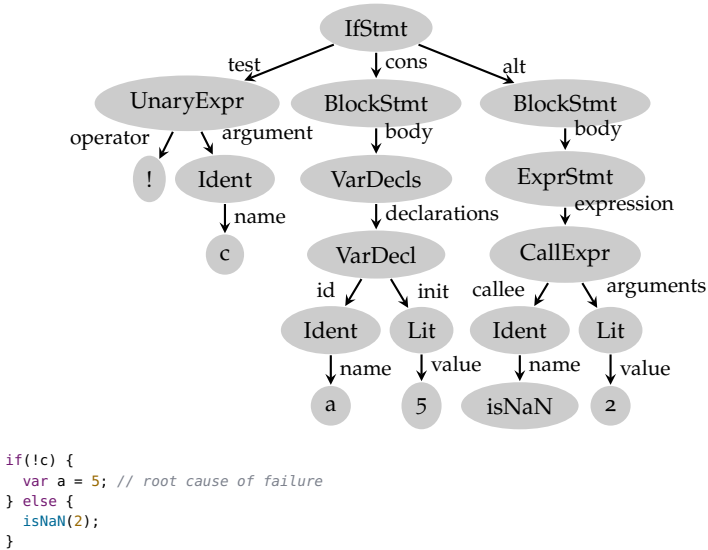 IfStmt
test cons alt
UnaryExpr BlockStmt BlockStmt
operator argument body body
! Ident VarDecls ExprStmt
name declarations expression
c VarDecl CallExpr
id init callee arguments
Ident Lit Ident Lit
name value name value
a 5 isNaN 2
if(!c) {
  var a = 5; // root cause of failure
} else {
  isNaN(2);
}